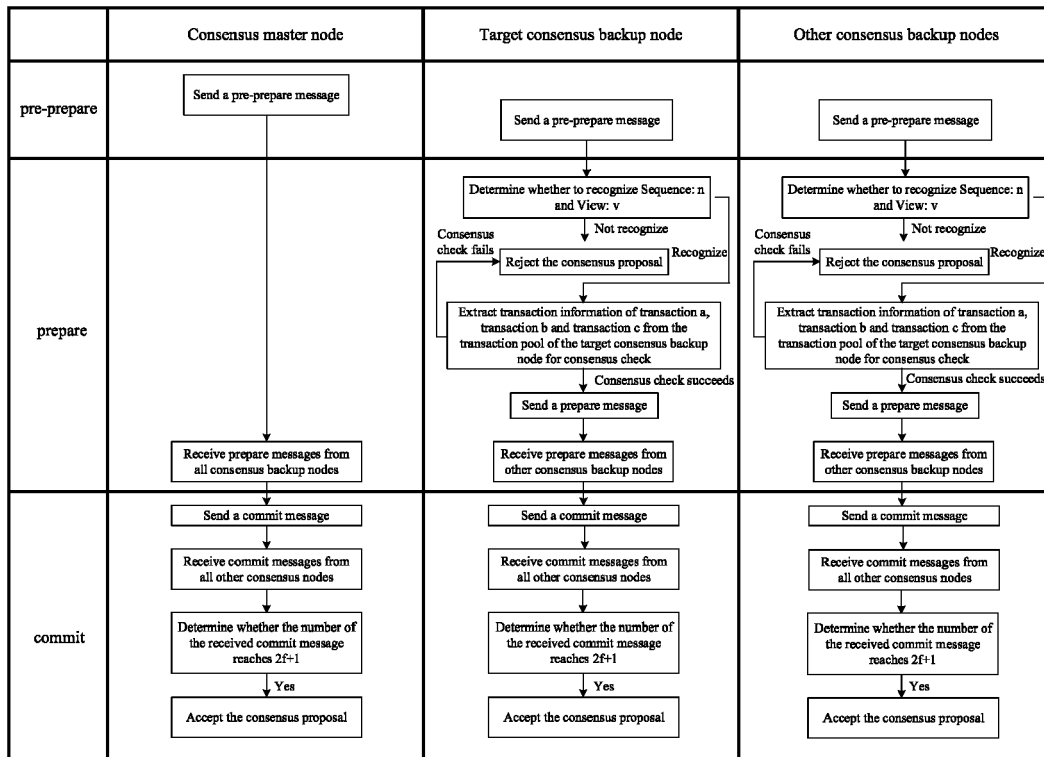 Consensus master node
Target consensus backup node
Other consensus backup nodes
pre-prepare
Send a pre-prepare message
Send a pre-prepare message
Send a pre-prepare message
prepare
Receive prepare messages from
all consensus backup nodes
Determine whether to recognize Sequence: n
and View: v
Not recognize
Consensus
check fails
Reject the consensus proposal
Recognize
Extract transaction information of transaction a,
transaction b and transaction c from the
transaction pool of the target consensus backup
node for consensus check
Consensus check succeeds
Send a prepare message
Receive prepare messages from
other consensus backup nodes
Determine whether to recognize Sequence: n
and View: v
Not recognize
Consensus
check fails
Reject the consensus proposal
Recognize
Extract transaction information of transaction a,
transaction b and transaction c from the
transaction pool of the target consensus backup
node for consensus check
Consensus check succeeds
Send a prepare message
Receive prepare messages from
other consensus backup nodes
commit
Send a commit message
Receive commit messages from
all other consensus nodes
Determine whether the number of
the received commit message
reaches 2f+1
Yes
Accept the consensus proposal
Send a commit message
Receive commit messages from
all other consensus nodes
Determine whether the number of
the received commit message
reaches 2f+1
Yes
Accept the consensus proposal
Send a commit message
Receive commit messages from
all other consensus nodes
Determine whether the number of
the received commit message
reaches 2f+1
Yes
Accept the consensus proposal